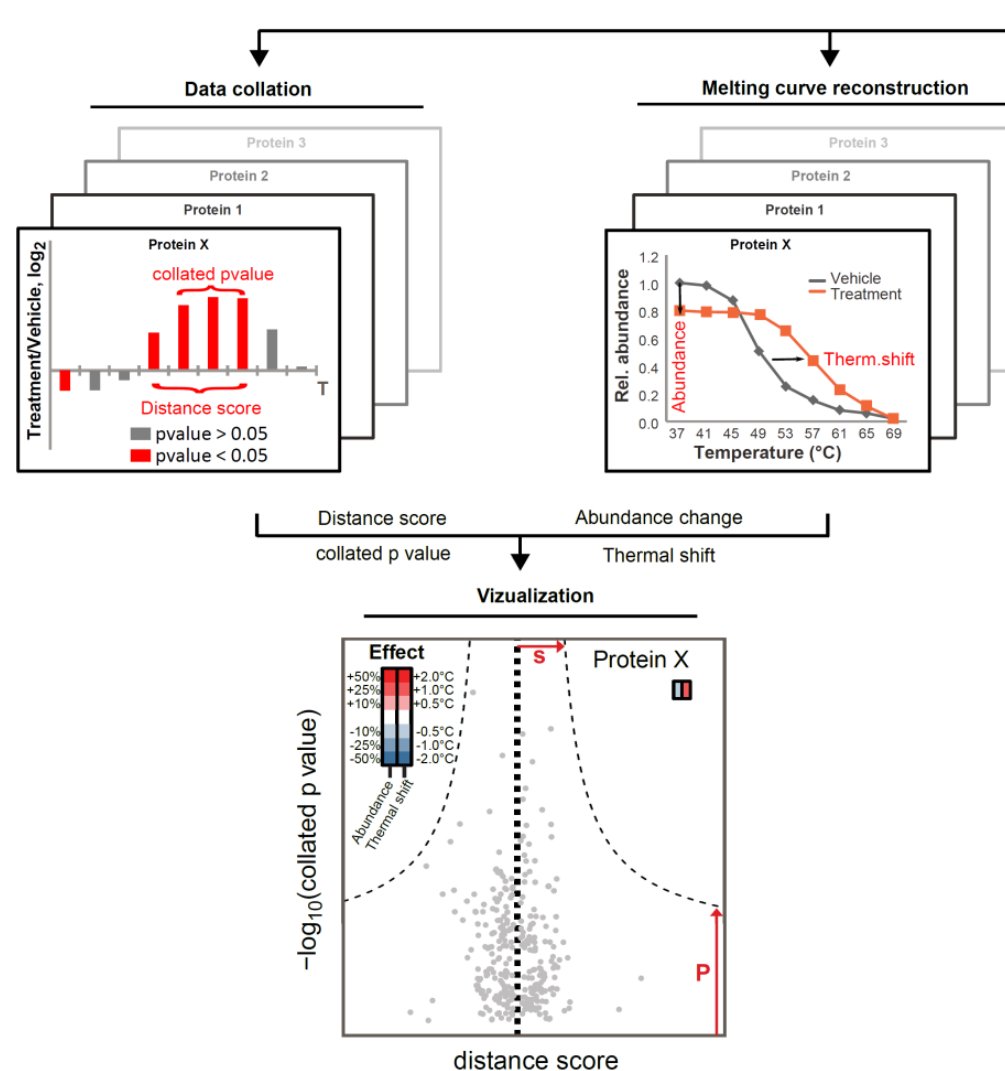 Data collation
Protein 3
Protein 2
Protein 1
Protein X
Treatment/Vehicle, log2
collated pvalue
T
Distance score
pvalue > 0.05
pvalue < 0.05
Melting curve reconstruction
Protein 3
Protein 2
Protein 1
Protein X
Rel. abundance
1.2
1.0
0.8
0.6
0.4
0.2
0.0
Vehicle
Treatment
Abundance
Therm.shift
37 41 45 49 53 57 61 65 69
Temperature (°C)
Distance score
collated p value
Abundance change
Thermal shift
Vizualization
Effect
+50% +2.0°C
+25% +1.0°C
+10% +0.5°C
-10% -0.5°C
-25% -1.0°C
-50% -2.0°C
Abundance
Thermal shift
s
Protein X
P
−log10(collated p value)
distance score